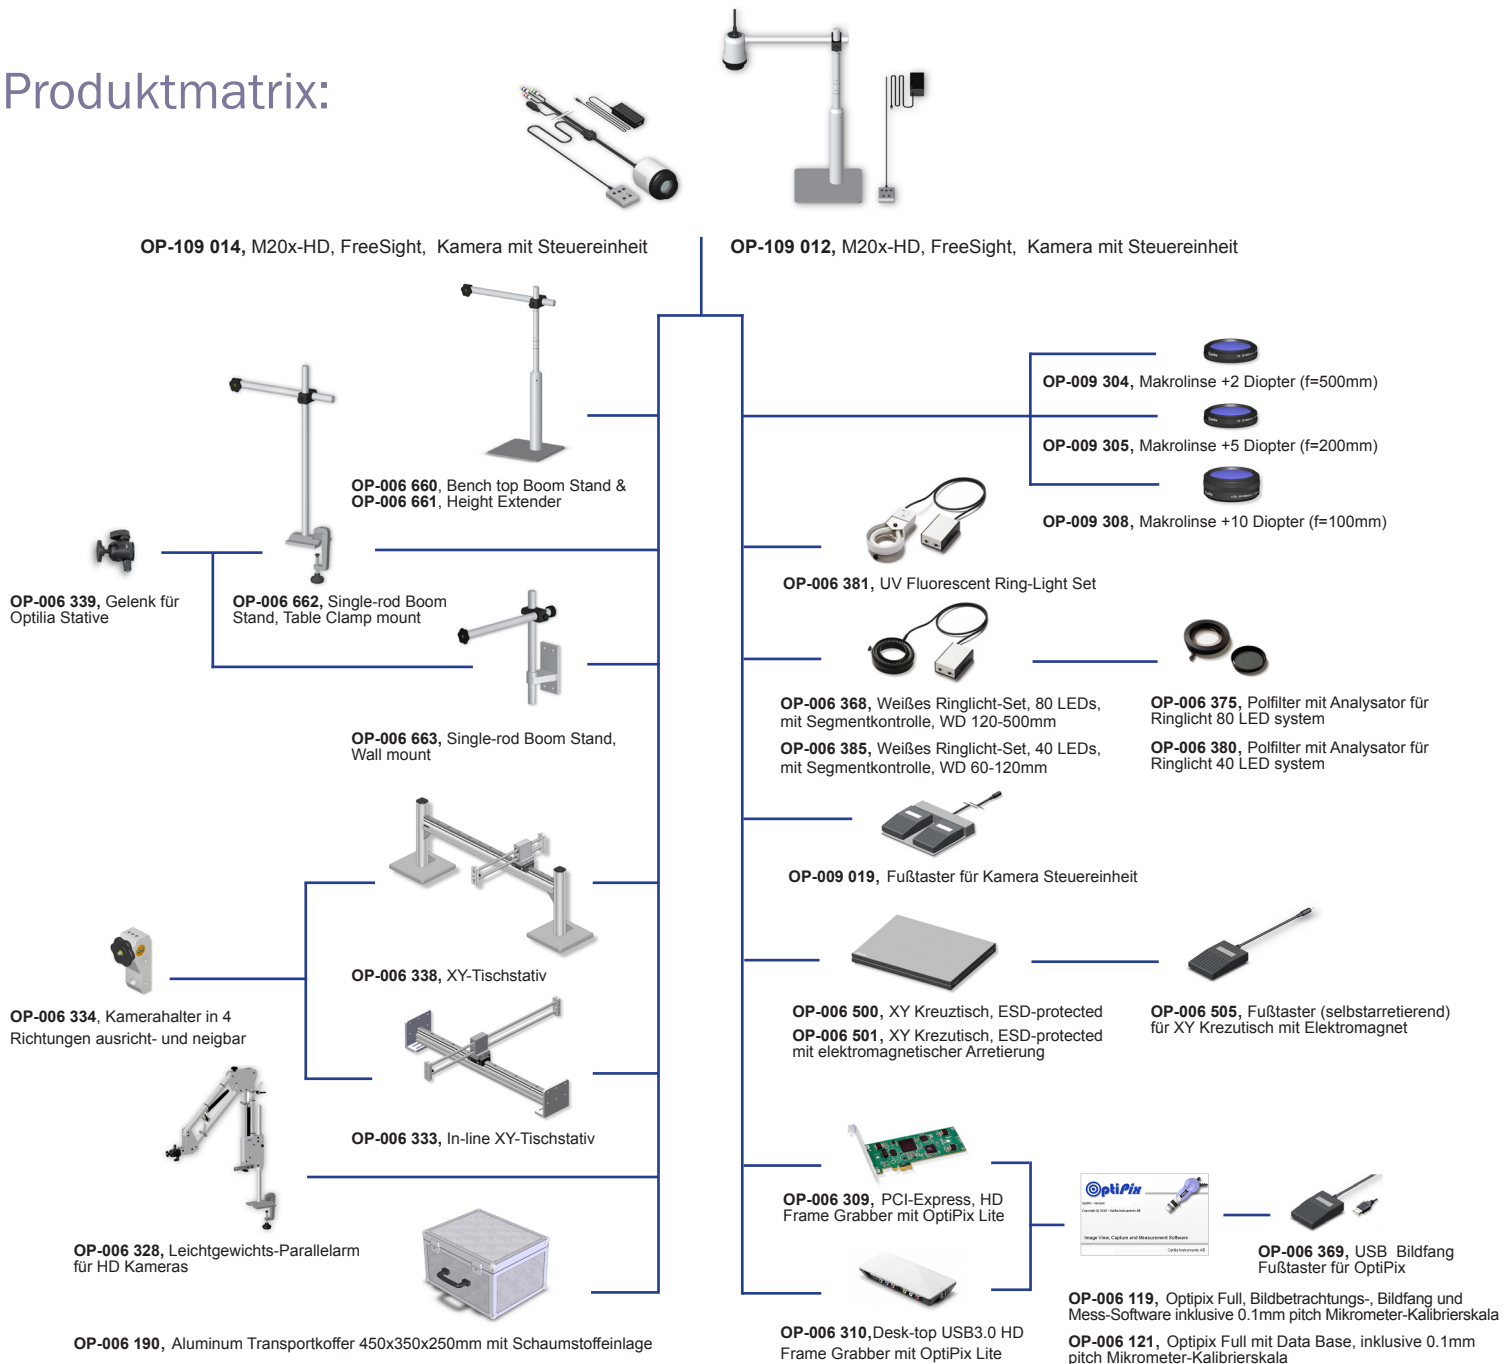 Produktmatrix:
OP-109 014, M20x-HD, FreeSight, Kamera mit Steuereinheit
OP-109 012, M20x-HD, FreeSight, Kamera mit Steuereinheit
OP-006 660, Bench top Boom Stand &
OP-006 661, Height Extender
OP-006 339, Gelenk für
Optilia Stative
OP-006 662, Single-rod Boom
Stand, Table Clamp mount
OP-006 663, Single-rod Boom Stand,
Wall mount
OP-006 338, XY-Tischstativ
OP-006 334, Kamerahalter in 4
Richtungen ausricht- und neigbar
OP-006 333, In-line XY-Tischstativ
OP-006 328, Leichtgewichts-Parallelarm
für HD Kameras
OP-006 190, Aluminum Transportkoffer 450x350x250mm mit Schaumstoffeinlage
OP-009 304, Makrolinse +2 Diopter (f=500mm)
OP-009 305, Makrolinse +5 Diopter (f=200mm)
OP-009 308, Makrolinse +10 Diopter (f=100mm)
OP-006 381, UV Fluorescent Ring-Light Set
OP-006 368, Weißes Ringlicht-Set, 80 LEDs,
mit Segmentkontrolle, WD 120-500mm
OP-006 385, Weißes Ringlicht-Set, 40 LEDs,
mit Segmentkontrolle, WD 60-120mm
OP-006 375, Polfilter mit Analysator für
Ringlicht 80 LED system
OP-006 380, Polfilter mit Analysator für
Ringlicht 40 LED system
OP-009 019, Fußtaster für Kamera Steuereinheit
OP-006 500, XY Kreuztisch, ESD-protected
OP-006 501, XY Krezutisch, ESD-protected
mit elektromagnetischer Arretierung
OP-006 505, Fußtaster (selbstarretierend)
für XY Krezutisch mit Elektromagnet
OP-006 309, PCI-Express, HD
Frame Grabber mit OptiPix Lite
OP-006 310,Desk-top USB3.0 HD
Frame Grabber mit OptiPix Lite
OptiPix
Image View, Capture and Measurement Software
Optilia Instruments AB
OP-006 369, USB Bildfang
Fußtaster für OptiPix
OP-006 119, Optipix Full, Bildbetrachtungs-, Bildfang und
Mess-Software inklusive 0.1mm pitch Mikrometer-Kalibrierskala
OP-006 121, Optipix Full mit Data Base, inklusive 0.1mm
pitch Mikrometer-Kalibrierskala